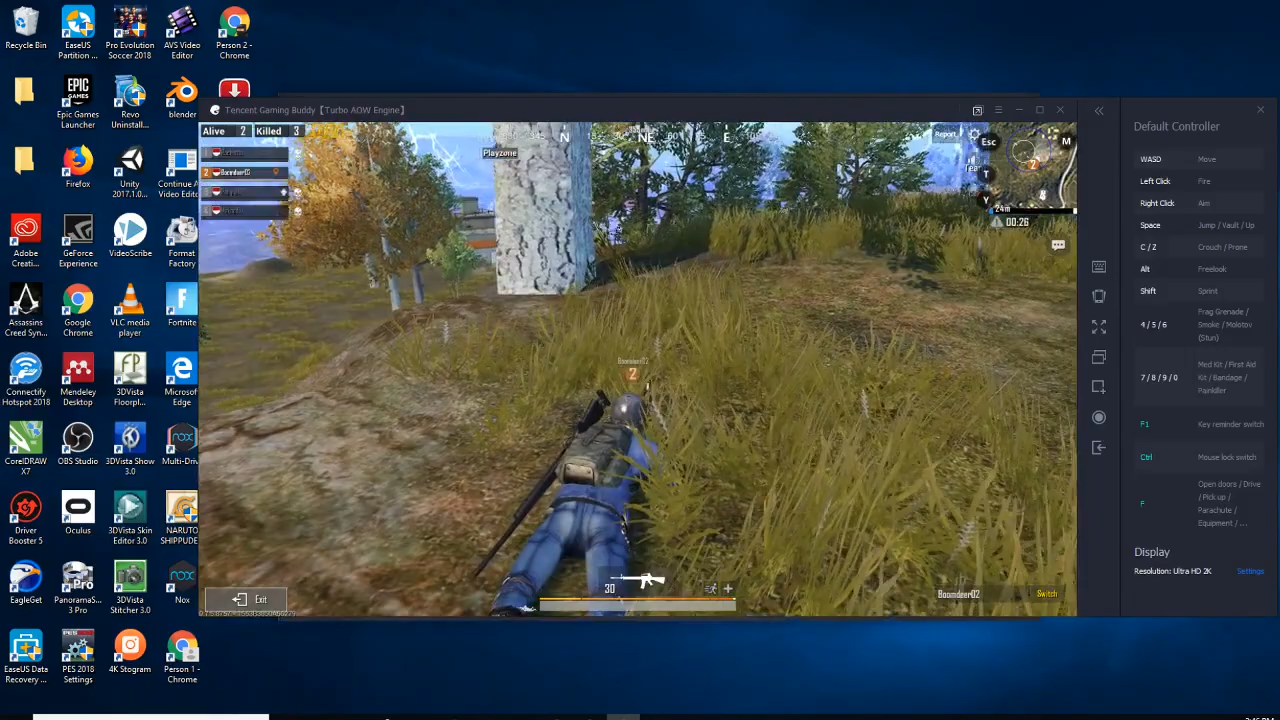 Recycle Bin
EaseUS
Partition ...
Pro Evolution
Soccer 2018
AVS Video
Editor
Person 2 -
Chrome
Epic Games
Launcher
Revo
Uninstall...
blender
Firefox
Unity
2017.1.0...
Continue A
Video Edit
Adobe
Creati...
GeForce
Experience
VideoScribe
Format
Factory
Assassins
Creed Syn...
Google
Chrome
VLC media
player
Fortnite
Connectify
Hotspot 2018
Mendeley
Desktop
3DVista
Floorpl...
Microsof
Edge
CorelDRAW
X7
OBS Studio
3DVista Show
3.0
Multi-Driv
Driver
Booster 5
Oculus
3DVista Skin
Editor 3.0
NARUTO
SHIPPUDE
EagleGet
PanoramaS...
3 Pro
3DVista
Stitcher 3.0
Nox
EaseUS Data
Recovery ...
PES 2018
Settings
4K Stogram
Person 1 -
Chrome
Tencent Gaming Buddy【Turbo AOW Engine】
Alive 2 Killed 3
2 Boomdeer02
N NE 60 E
Playzone
Report
Esc
M
T
Y
24m
00:26
Boomdeer02
2
30
Exit
Boomdeer02
Switch
Default Controller
WASD Move
Left Click Fire
Right Click Aim
Space Jump / Vault / Up
C / Z Crouch / Prone
Alt Freelook
Shift Sprint
4 / 5 / 6 Frag Grenade /
Smoke / Molotov
(Stun)
7 / 8 / 9 / 0 Med Kit / First Aid
Kit / Bandage /
Painkiller
F1 Key reminder switch
Ctrl Mouse lock switch
F Open doors / Drive
/ Pick up /
Parachute /
Equipment / ...
Display
Resolution: Ultra HD 2K Settings